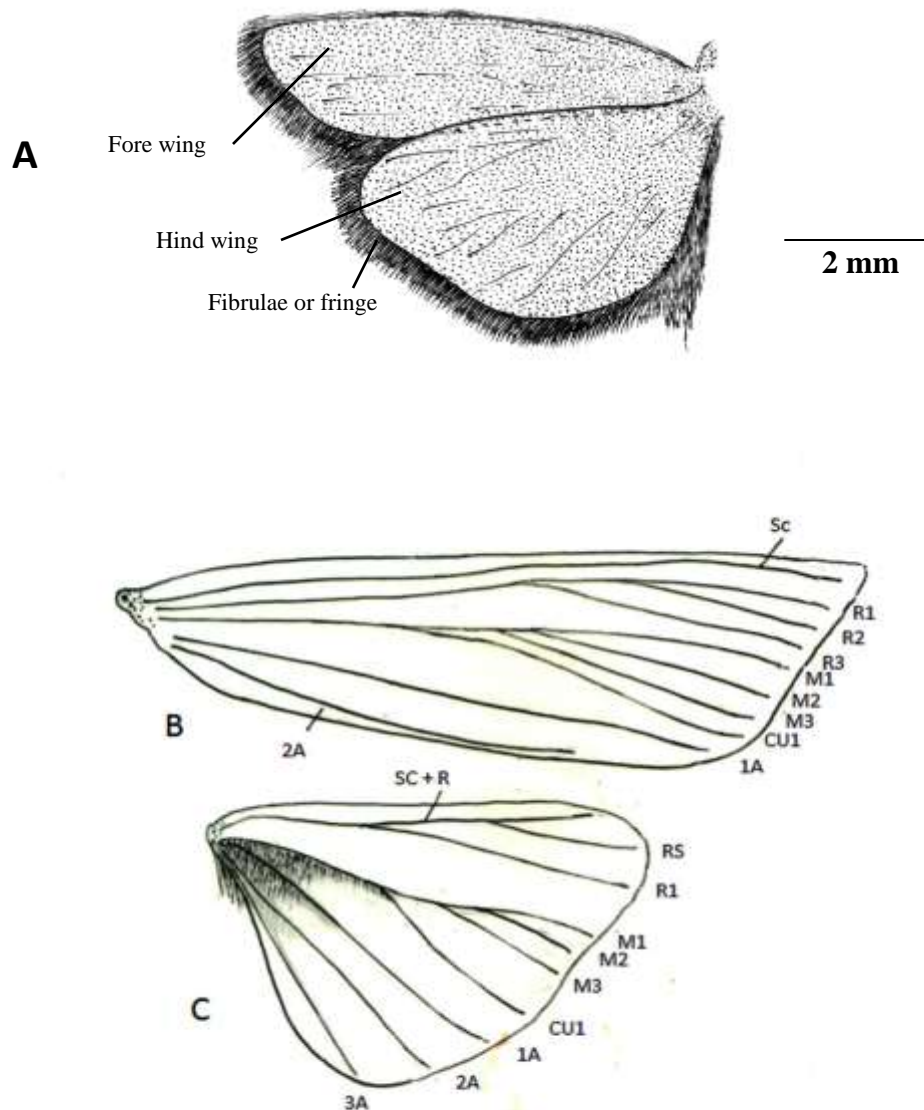 A
Fore wing
Hind wing
Fibrulae or fringe
2 mm
Sc
R1
R2
R3
M1
M2
M3
CU1
1A
2A
B
SC + R
RS
R1
M1
M2
M3
CU1
1A
2A
3A
C